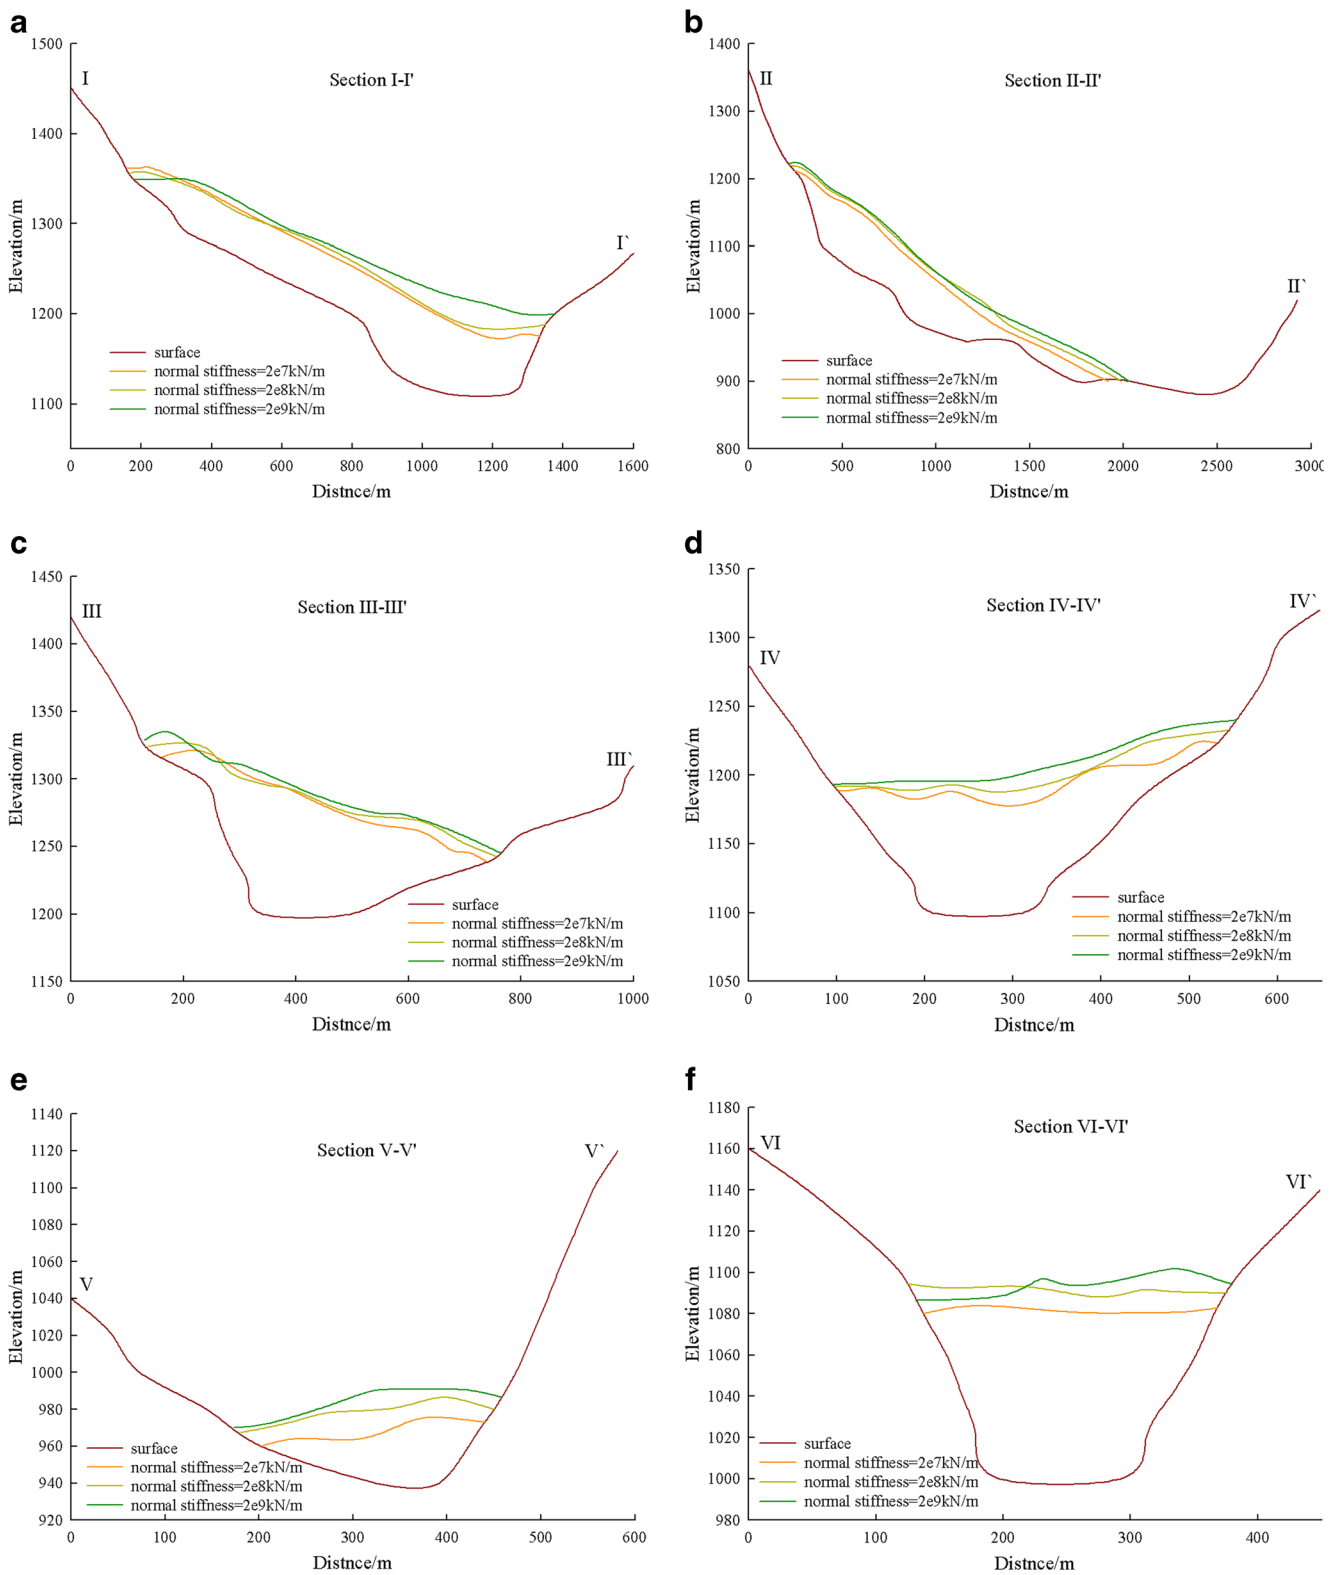 a
1500
1400
1300
1200
1100
Elevation/m
I
Section I-I'
I`
surface
normal stiffness=2e7kN/m
normal stiffness=2e8kN/m
normal stiffness=2e9kN/m
0 200 400 600 800 1000 1200 1400 1600
Distnce/m
b
1400
1300
1200
1100
1000
900
800
Elevation/m
II
Section II-II'
II`
surface
normal stiffness=2e7kN/m
normal stiffness=2e8kN/m
normal stiffness=2e9kN/m
0 500 1000 1500 2000 2500 3000
Distnce/m
c
1450
1400
1350
1300
1250
1200
1150
Elevation/m
III
Section III-III'
III`
surface
normal stiffness=2e7kN/m
normal stiffness=2e8kN/m
normal stiffness=2e9kN/m
0 200 400 600 800 1000
Distnce/m
d
1350
1300
1250
1200
1150
1100
1050
Elevation/m
IV
Section IV-IV'
IV`
surface
normal stiffness=2e7kN/m
normal stiffness=2e8kN/m
normal stiffness=2e9kN/m
0 100 200 300 400 500 600
Distnce/m
e
1140
1120
1100
1080
1060
1040
1020
1000
980
960
940
920
Elevation/m
V
Section V-V'
V`
surface
normal stiffness=2e7kN/m
normal stiffness=2e8kN/m
normal stiffness=2e9kN/m
0 100 200 300 400 500 600
Distnce/m
f
1180
1160
1140
1120
1100
1080
1060
1040
1020
1000
980
Elevation/m
VI
Section VI-VI'
VI`
surface
normal stiffness=2e7kN/m
normal stiffness=2e8kN/m
normal stiffness=2e9kN/m
0 100 200 300 400
Distnce/m